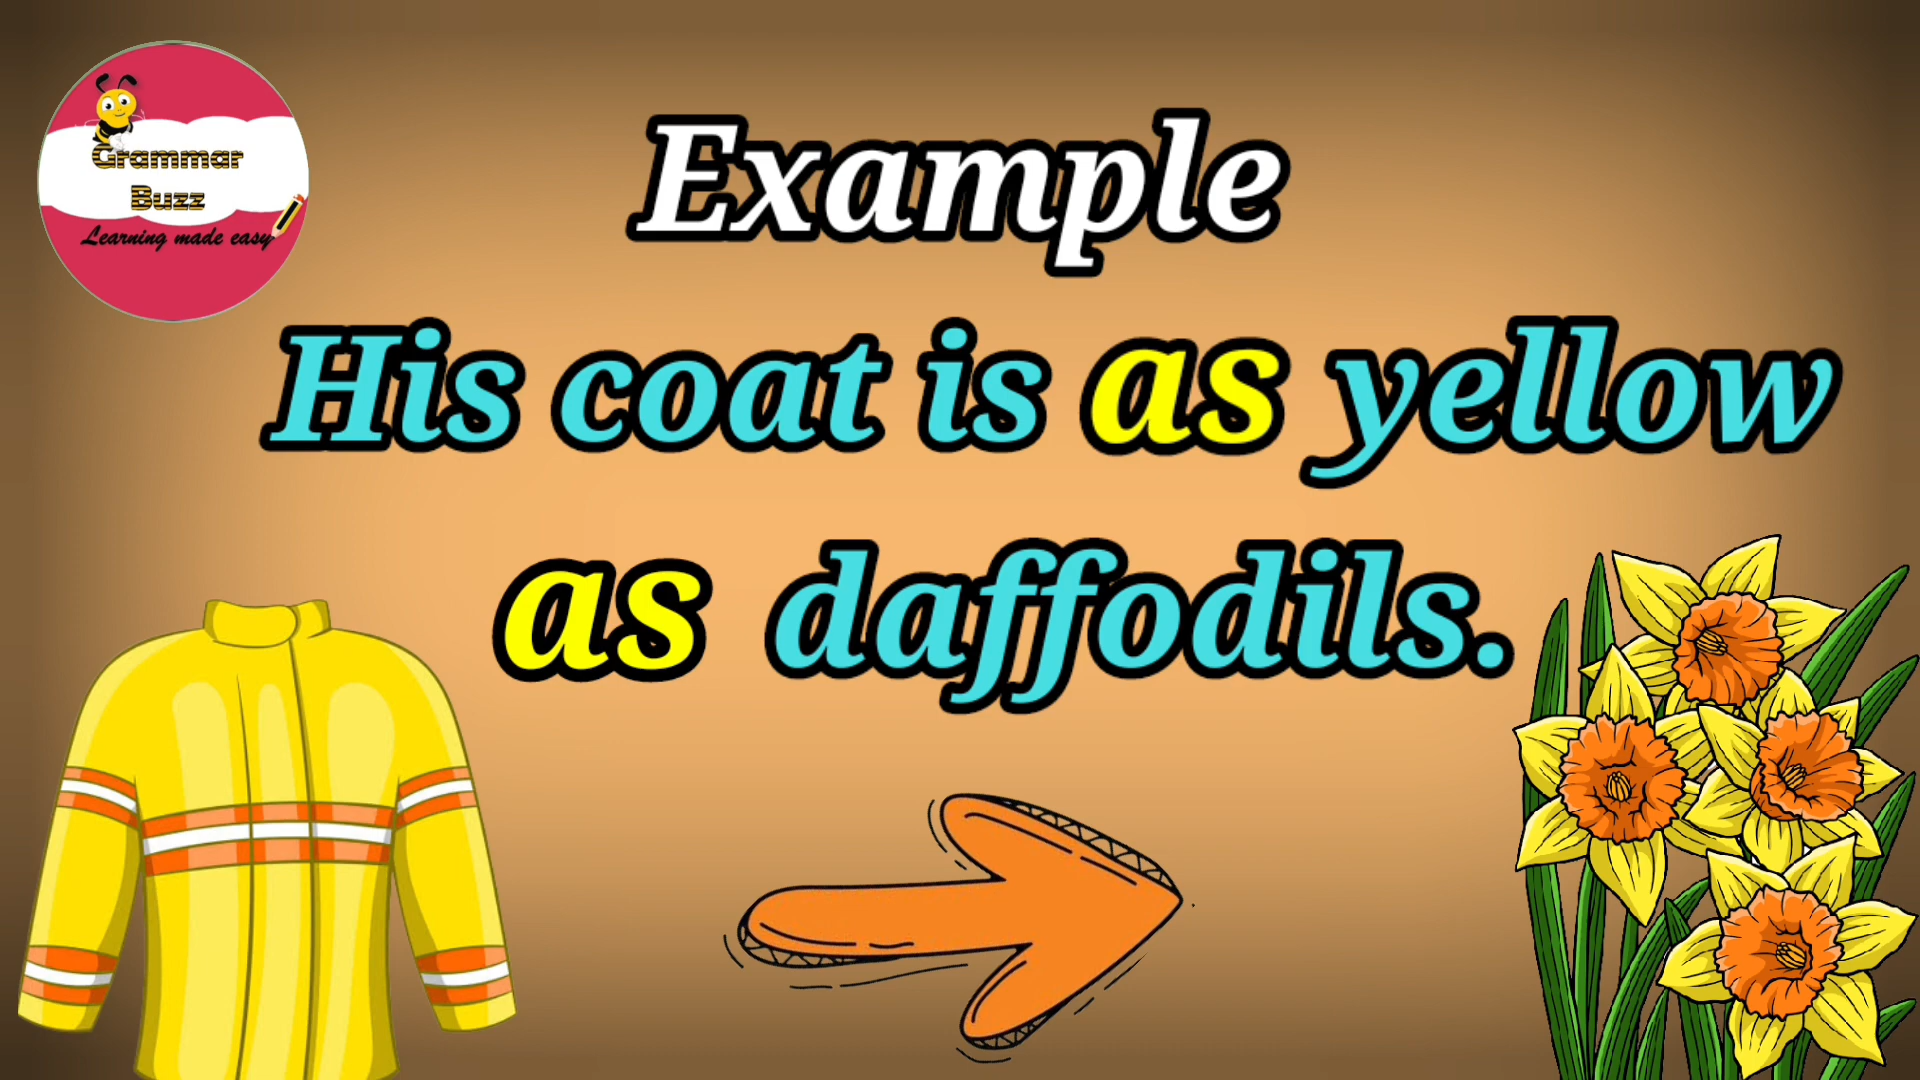 Grammar
Buzz
Learning made easy
Example
His coat is as yellow
as daffodils.